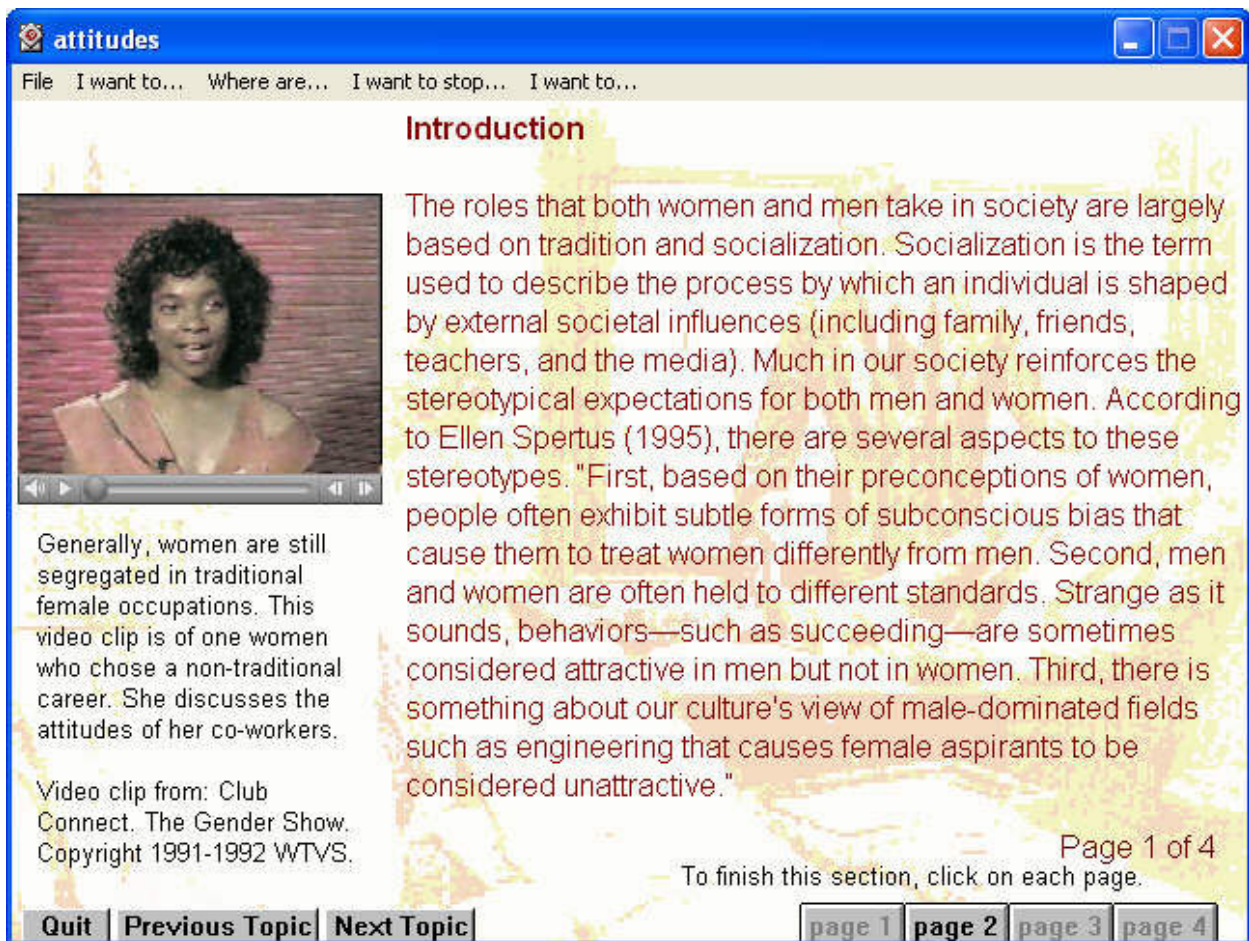 attitudes
File I want to... Where are... I want to stop... I want to...
Introduction
The roles that both women and men take in society are largely
based on tradition and socialization. Socialization is the term
used to describe the process by which an individual is shaped
by external societal influences (including family, friends,
teachers, and the media). Much in our society reinforces the
stereotypical expectations for both men and women. According
to Ellen Spertus (1995), there are several aspects to these
stereotypes. "First, based on their preconceptions of women,
people often exhibit subtle forms of subconscious bias that
cause them to treat women differently from men. Second, men
and women are often held to different standards. Strange as it
sounds, behaviors—such as succeeding—are sometimes
considered attractive in men but not in women. Third, there is
something about our culture's view of male-dominated fields
such as engineering that causes female aspirants to be
considered unattractive."
Generally, women are still
segregated in traditional
female occupations. This
video clip is of one women
who chose a non-traditional
career. She discusses the
attitudes of her co-workers.
Video clip from: Club
Connect. The Gender Show.
Copyright 1991-1992 WTVS.
Page 1 of 4
To finish this section, click on each page.
Quit Previous Topic Next Topic page 1 page 2 page 3 page 4